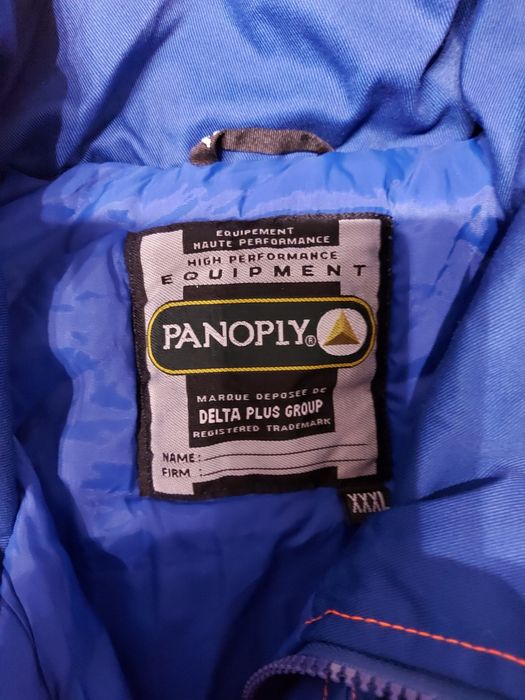 EQUIPEMENT
HAUTE PERFORMANCE
HIGH PERFORMANCE
EQUIPMENT
PANOPLY®
MARQUE DEPOSEE DE
DELTA PLUS GROUP
REGISTERED TRADEMARK
NAME:
FIRM:
XXXL